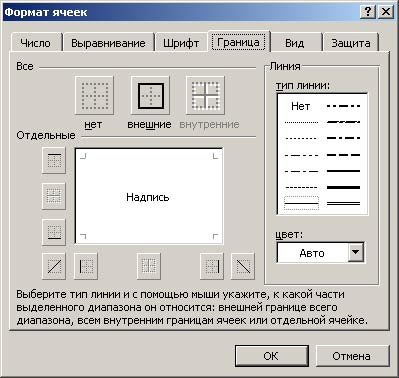 Формат ячеек
Число Выравнивание Шрифт Граница Вид Защита
Все
нет внешние внутренние
Отдельные
Надпись
Линия
тип линии:
Нет
цвет:
Авто
Выберите тип линии и с помощью мыши укажите, к какой части
выделенного диапазона он относится: внешней границе всего
диапазона, всем внутренним границам ячеек или отдельной ячейке.
ОК Отмена